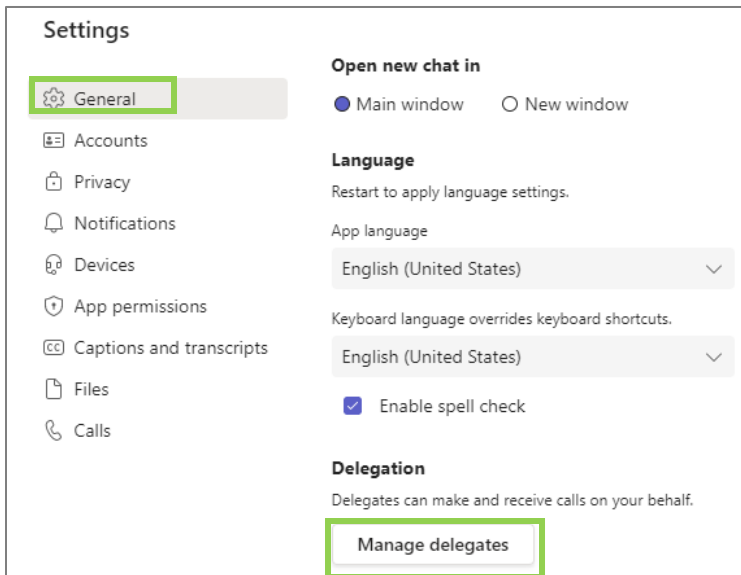 Settings
General
Accounts
Privacy
Notifications
Devices
App permissions
CC Captions and transcripts
Files
Calls
Open new chat in
Main window New window
Language
Restart to apply language settings.
App language
English (United States)
Keyboard language overrides keyboard shortcuts.
English (United States)
Enable spell check
Delegation
Delegates can make and receive calls on your behalf.
Manage delegates